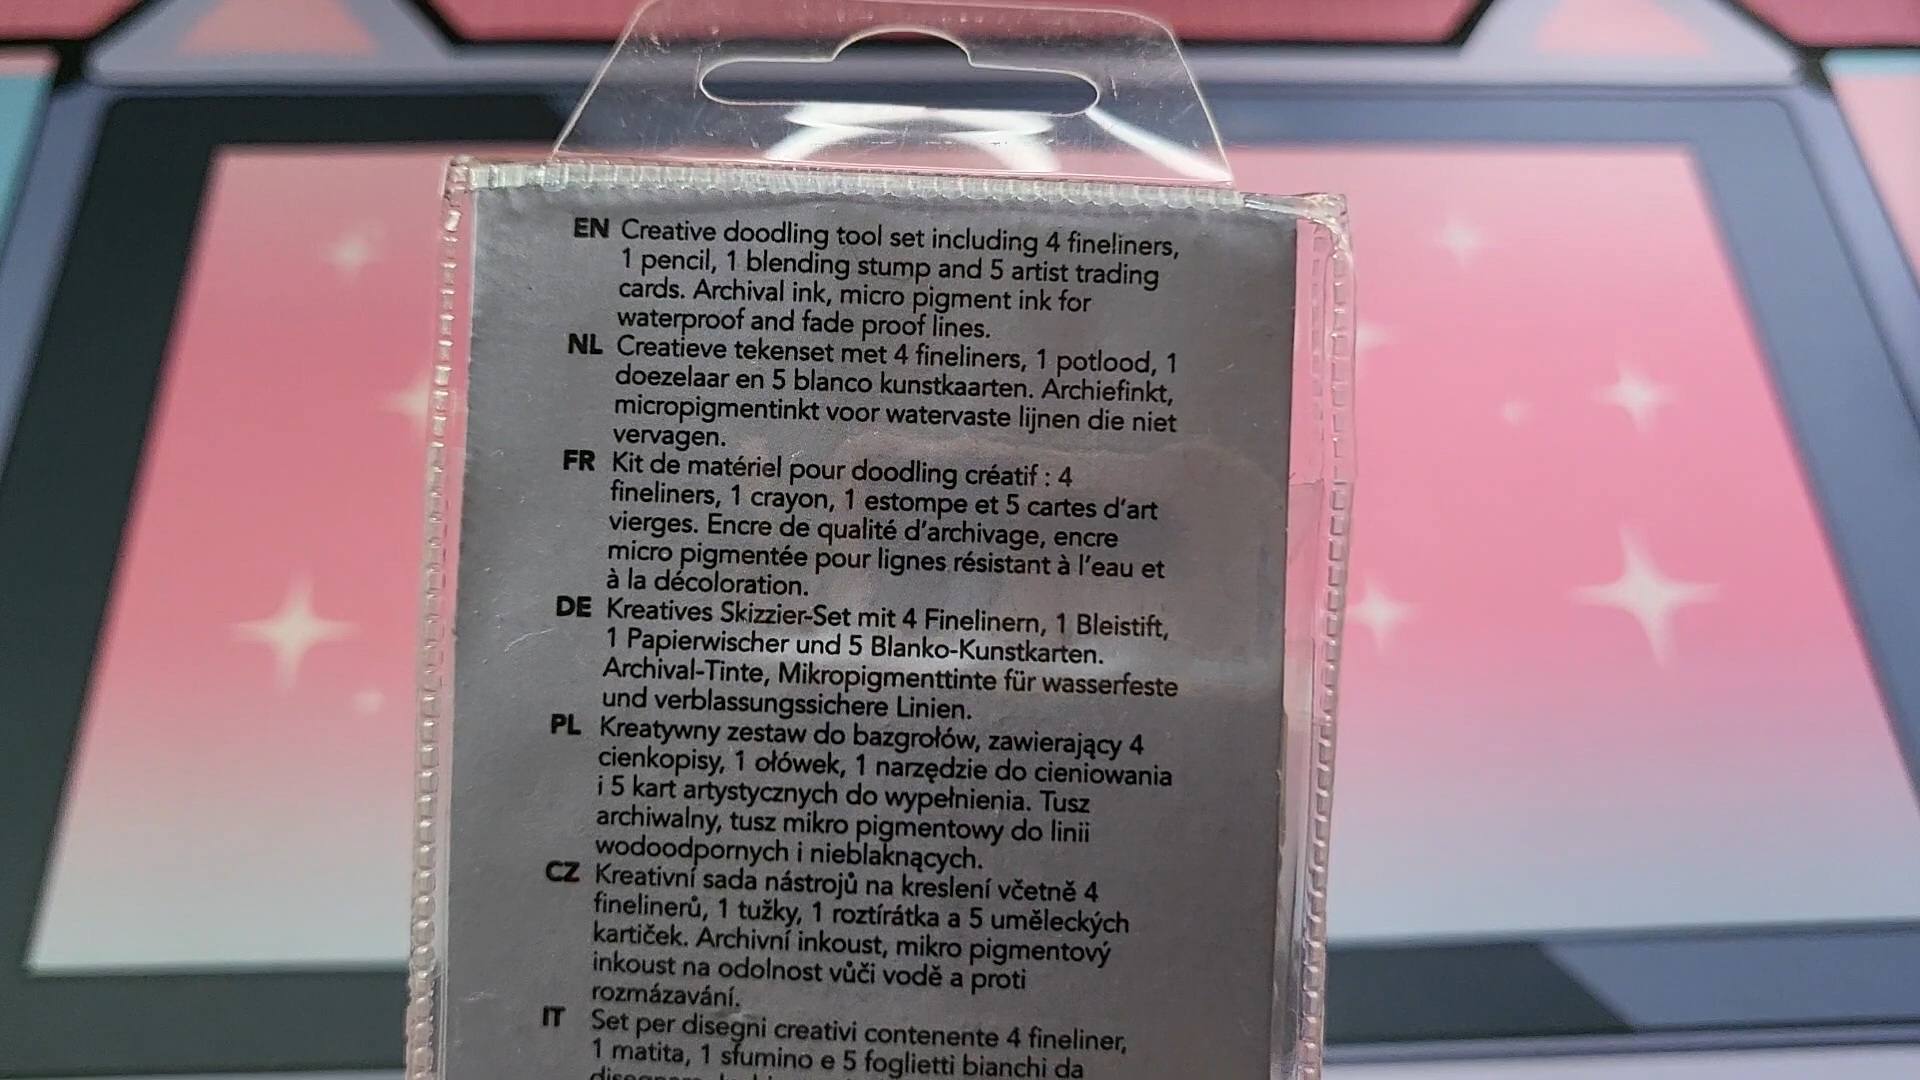 EN Creative doodling tool set including 4 fineliners,
1 pencil, 1 blending stump and 5 artist trading
cards. Archival ink, micro pigment ink for
waterproof and fade proof lines.
NL Creatieve tekenset met 4 fineliners, 1 potlood, 1
doezelaar en 5 blanco kunstkaarten. Archiefinkt,
micropigmentinkt voor watervaste lijnen die niet
vervagen.
FR Kit de matériel pour doodling créatif : 4
fineliners, 1 crayon, 1 estompe et 5 cartes d'art
vierges. Encre de qualité d'archivage, encre
micro pigmentée pour lignes résistant à l'eau et
à la décoloration.
DE Kreatives Skizzier-Set mit 4 Finelinern, 1 Bleistift,
1 Papierwischer und 5 Blanko-Kunstkarten.
Archival-Tinte, Mikropigmenttinte für wasserfeste
und verblassungssichere Linien.
PL Kreatywny zestaw do bazgrołów, zawierający 4
cienkopisy, 1 ołówek, 1 narzędzie do cieniowania
i 5 kart artystycznych do wypełnienia. Tusz
archiwalny, tusz mikro pigmentowy do linii
wodoodpornych i nieblaknących.
CZ Kreativní sada nástrojů na kreslení včetně 4
finelinerů, 1 tužky, 1 roztírátka a 5 uměleckých
kartiček. Archivní inkoust, mikro pigmentový
inkoust na odolnost vůči vodě a proti
rozmázavání.
IT Set per disegni creativi contenente 4 fineliner,
1 matita, 1 sfumino e 5 foglietti bianchi da